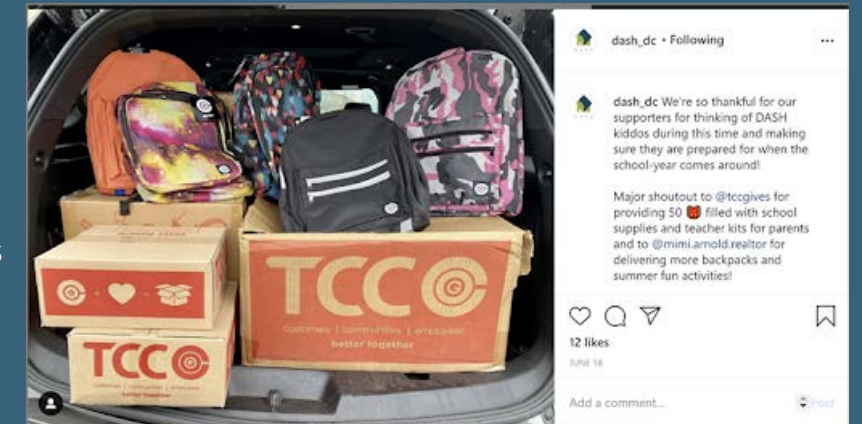 TCC
customers | communities | employees
better together
TCC
customers | communities | employees
better together
s
dash_dc • Following
dash_dc We're so thankful for our
supporters for thinking of DASH
kiddos during this time and making
sure they are prepared for when the
school-year comes around!
Major shoutout to @tccgives for
providing 50 🎒 filled with school
supplies and teacher kits for parents
and to @mimi.arnold.realtor for
delivering more backpacks and
summer fun activities!
12 likes
JUNE 18
Add a comment...
Post